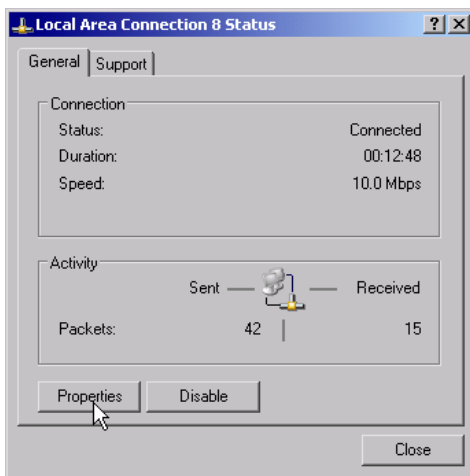 Local Area Connection 8 Status
General Support
Connection
Status: Connected
Duration: 00:12:48
Speed: 10.0 Mbps
Activity
Sent — — Received
Packets: 42 | 15
Properties Disable
Close